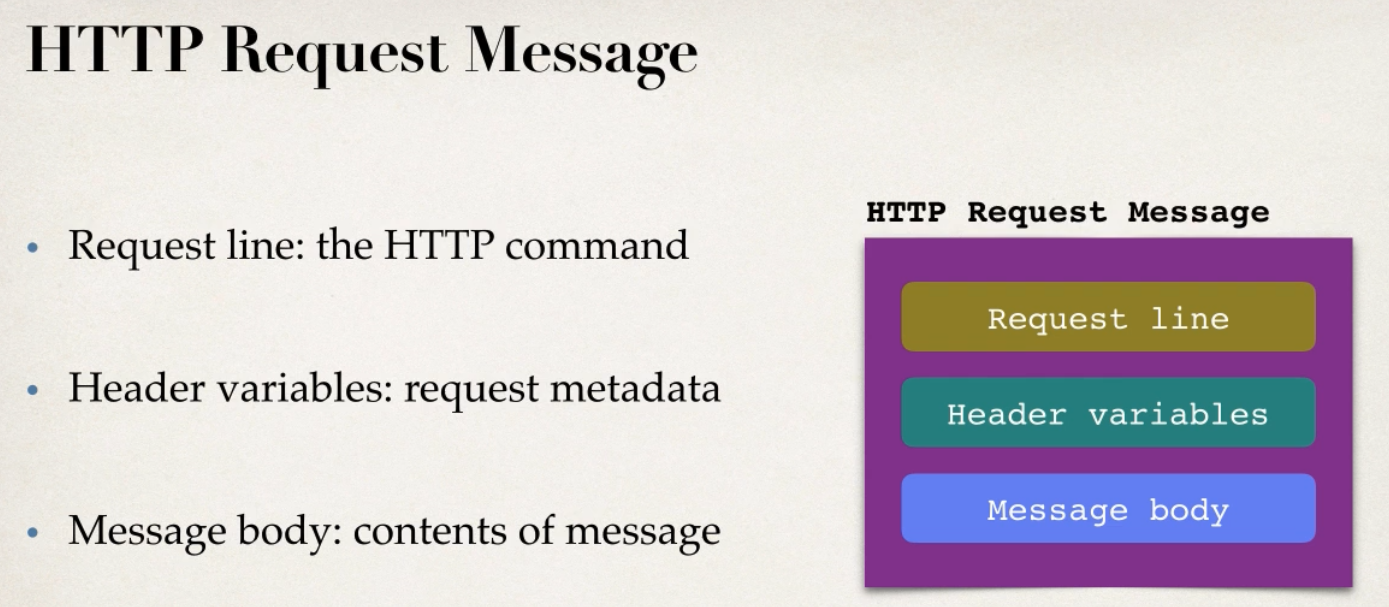 HTTP Request Message
• Request line: the HTTP command
• Header variables: request metadata
• Message body: contents of message
HTTP Request Message
Request line
Header variables
Message body